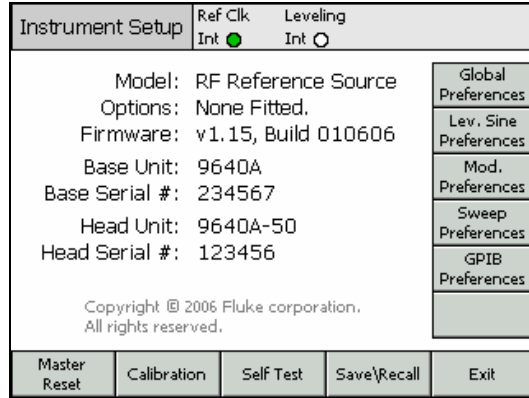 Instrument Setup
Ref Clk Leveling
Int Int
Model: RF Reference Source
Options: None Fitted.
Firmware: v1.15, Build 010606
Base Unit: 9640A
Base Serial #: 234567
Head Unit: 9640A-50
Head Serial #: 123456
Copyright © 2006 Fluke corporation.
All rights reserved.
Global
Preferences
Lev. Sine
Preferences
Mod.
Preferences
Sweep
Preferences
GPIB
Preferences
Master
Reset
Calibration
Self Test
Save\Recall
Exit